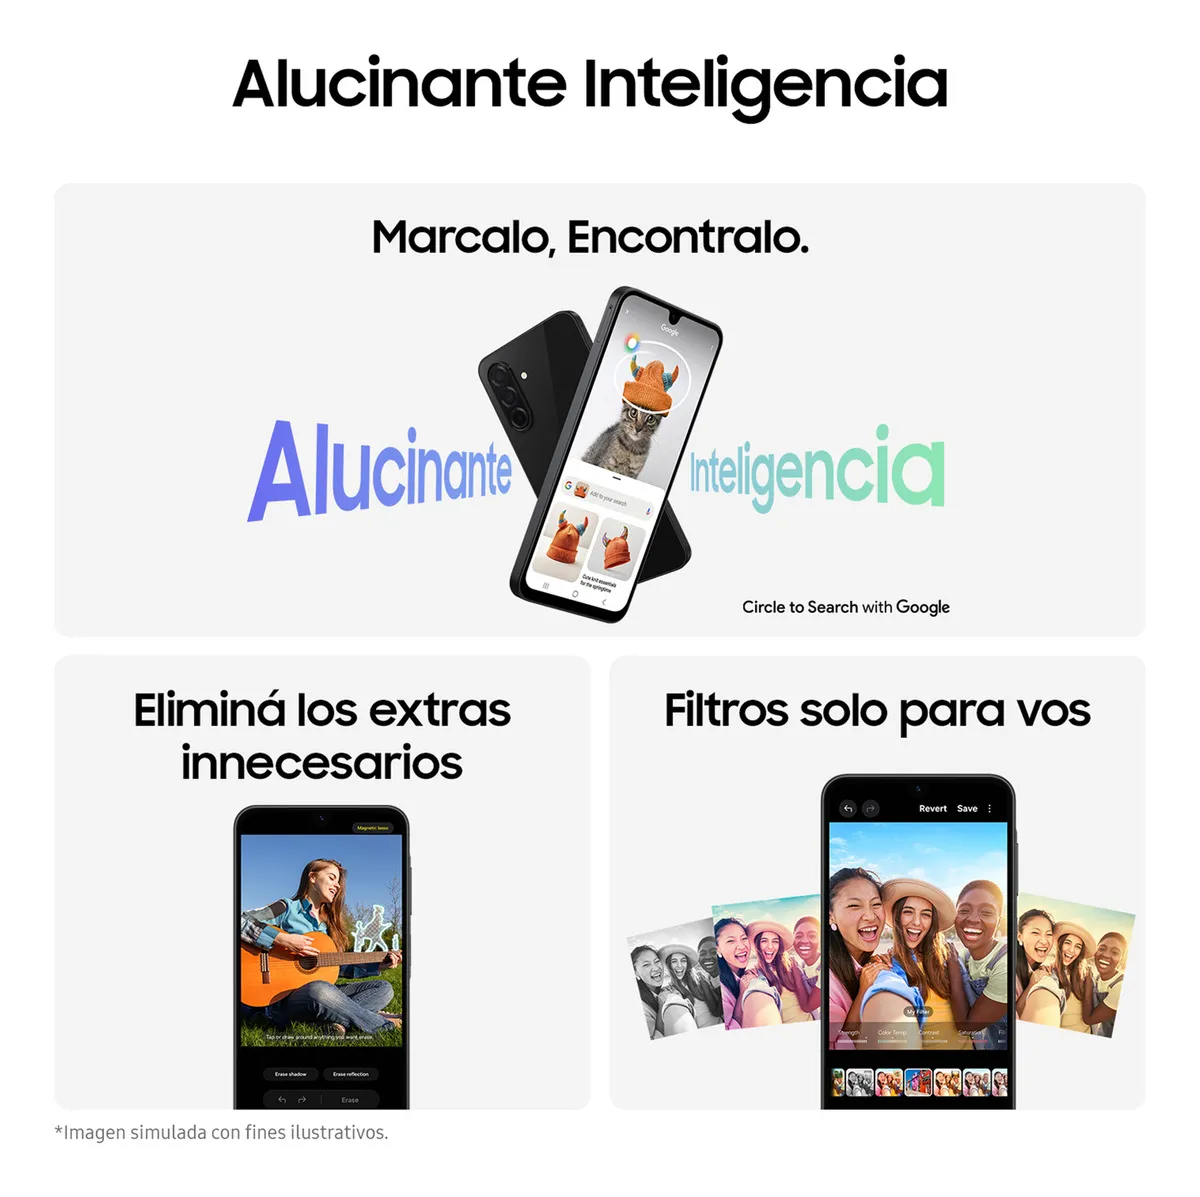 Alucinante Inteligencia
Marcalo, Encontralo.
Google
Alucinante
Inteligencia
Add to your search
Cute knit essentials
for the springtime
Circle to Search with Google
Eliminá los extras
innecesarios
Magnetic lasso
Tap or draw around anything you want erase.
Erase shadow Erase reflection
Erase
Filtros solo para vos
Revert Save
My Filter
Strength Color Temp. Contrast Saturation
*Imagen simulada con fines ilustrativos.